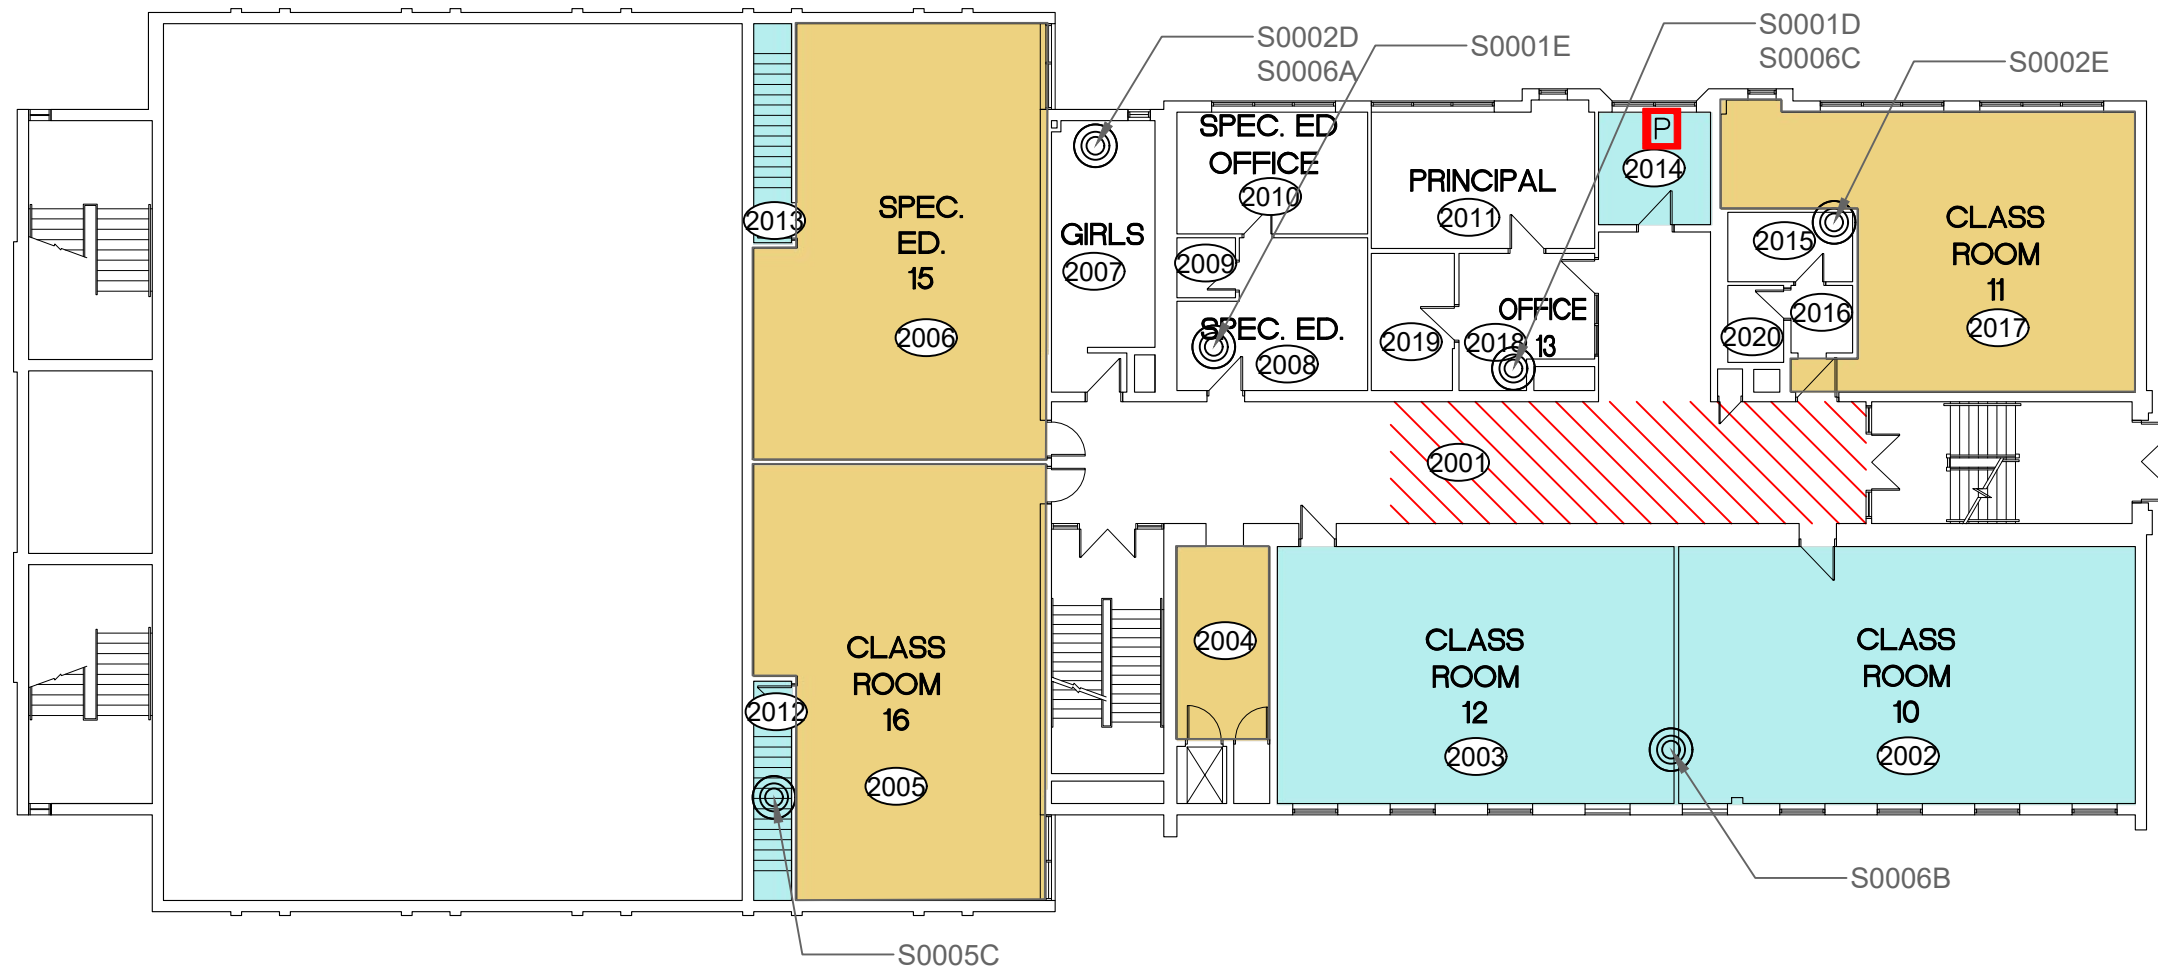 S0002D
S0006A
S0001E
S0001D
S0006C
S0002E
SPEC. ED
OFFICE
2010
PRINCIPAL
2011
P
2014
2013
SPEC.
ED.
15
2006
GIRLS
2007
2009
SPEC. ED.
2008
2019
OFFICE
13
2018
2015
2016
2020
CLASS
ROOM
11
2017
2001
CLASS
ROOM
16
2005
2012
2004
CLASS
ROOM
12
2003
CLASS
ROOM
10
2002
S0006B
S0005C